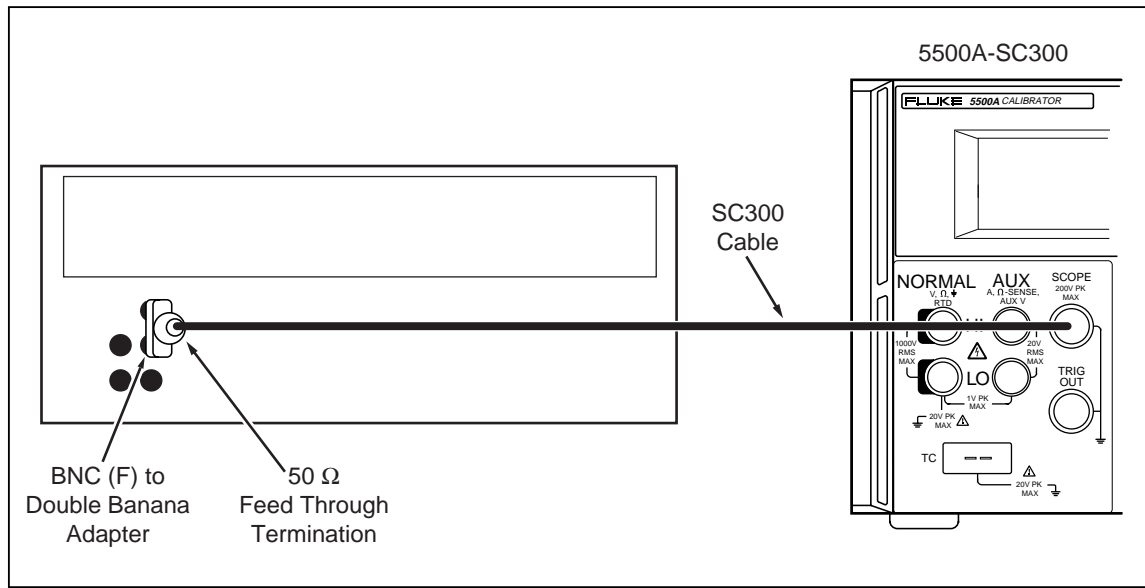 5500A-SC300
FLUKE 5500A CALIBRATOR
SC300
Cable
NORMAL
V, Ω, ⏚
RTD
AUX
A, Ω-SENSE,
AUX V
SCOPE
200V PK
MAX
1000V
RMS
MAX
20V
RMS
MAX
LO
TRIG
OUT
1V PK
MAX
20V PK
MAX
TC
20V PK
MAX
BNC (F) to
Double Banana
Adapter
50 Ω
Feed Through
Termination